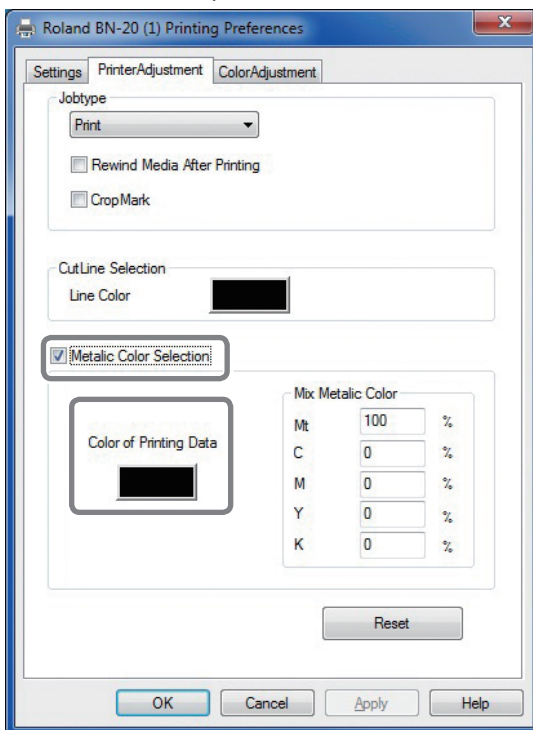 Roland BN-20 (1) Printing Preferences
x
Settings PrinterAdjustment ColorAdjustment
Jobtype
Print
Rewind Media After Printing
CropMark
CutLine Selection
Line Color
Metalic Color Selection
Mix Metalic Color
Color of Printing Data
Mt 100 %
C 0 %
M 0 %
Y 0 %
K 0 %
Reset
OK Cancel Apply Help